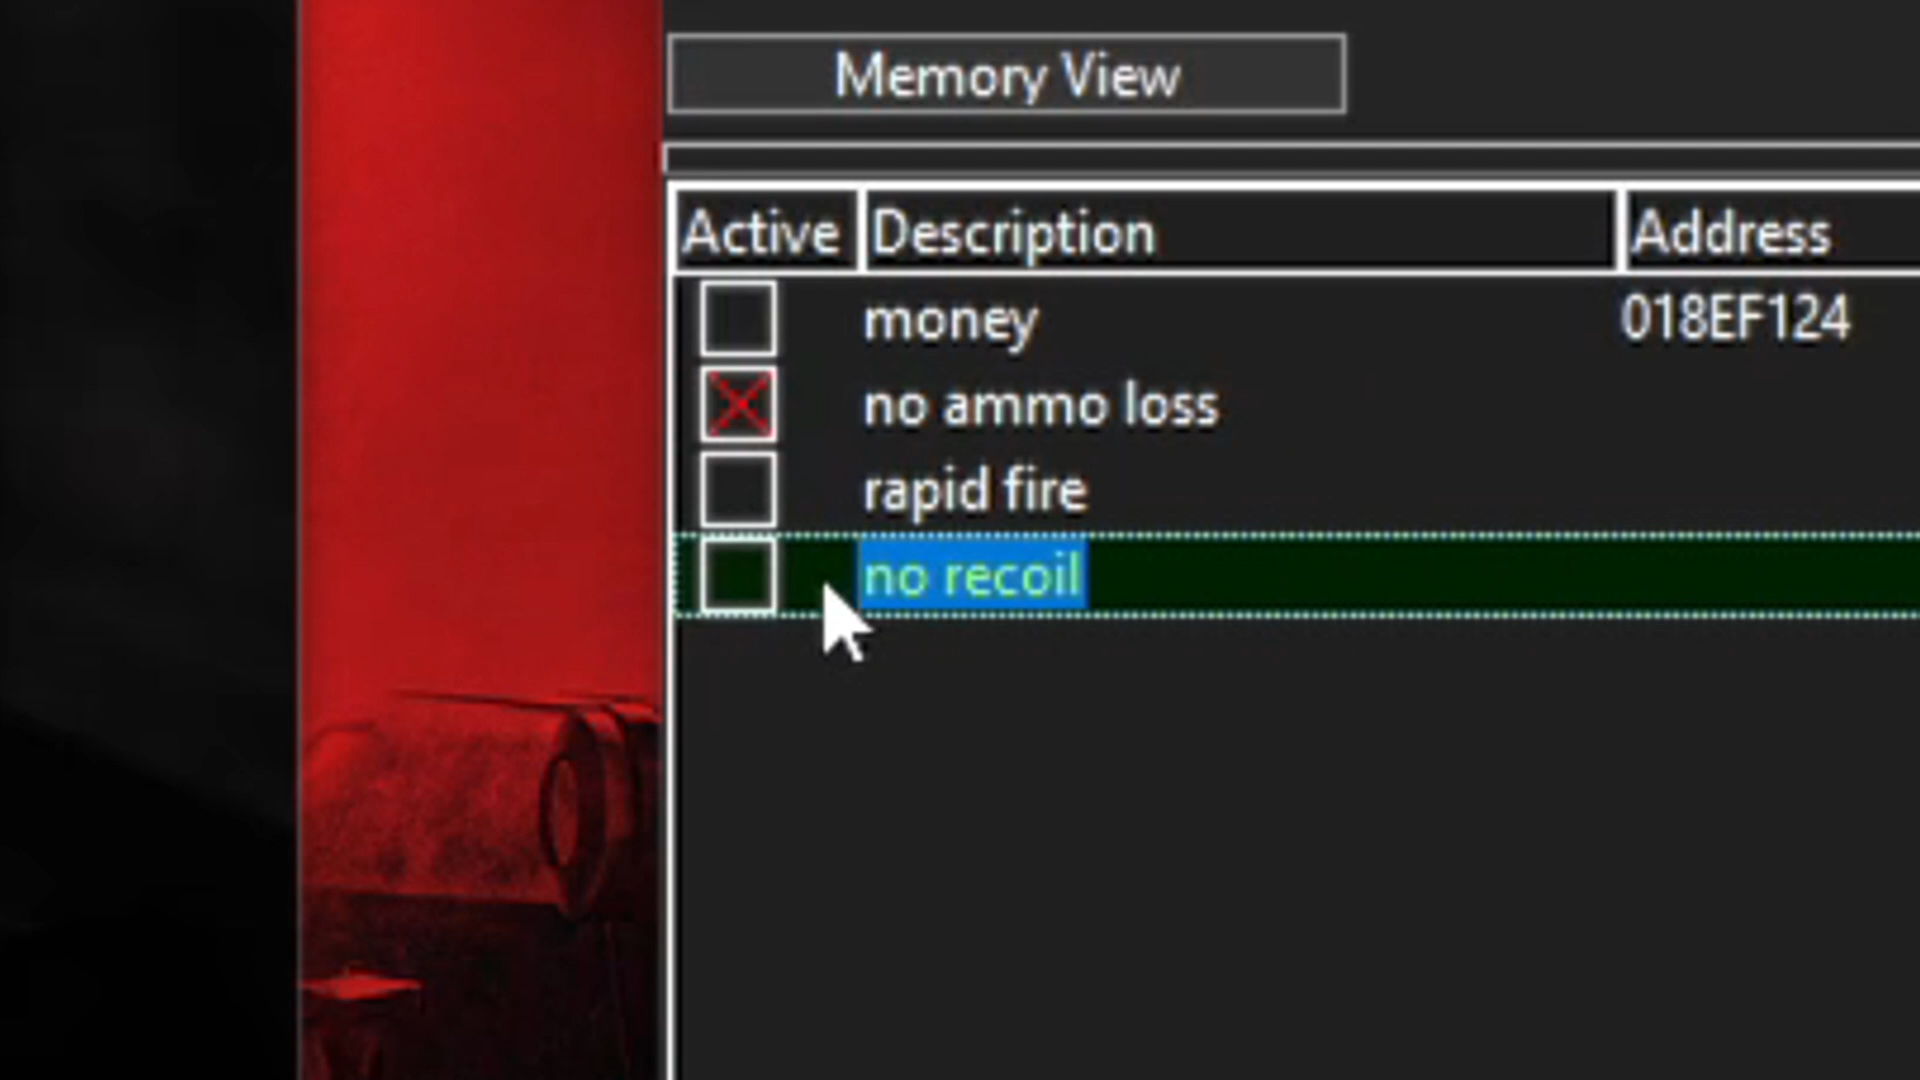 Memory View
Active Description Address
money 018EF124
no ammo loss
rapid fire
no recoil